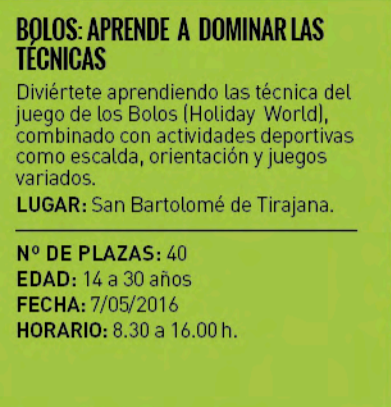 BOLOS: APRENDE A DOMINAR LAS
TÉCNICAS
Diviértete aprendiendo las técnica del
juego de los Bolos (Holiday World),
combinado con actividades deportivas
como escalda, orientación y juegos
variados.
LUGAR: San Bartolomé de Tirajana.
Nº DE PLAZAS: 40
EDAD: 14 a 30 años
FECHA: 7/05/2016
HORARIO: 8.30 a 16.00 h.